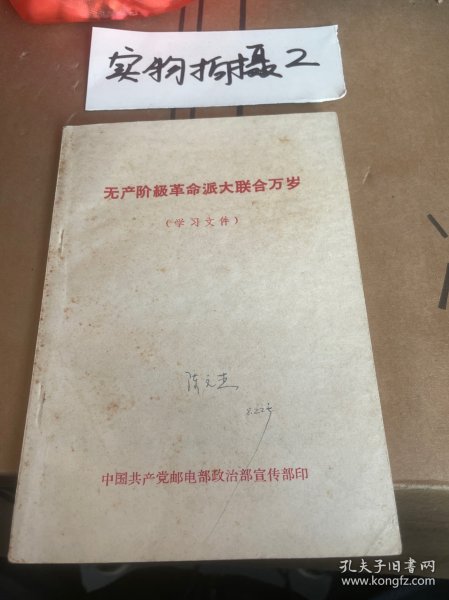 实物拍摄2
无产阶級革命派大联合万岁
（学习文件）
中国共产党邮电部政治部宣传部印
孔夫子旧书网
www.kongfz.com